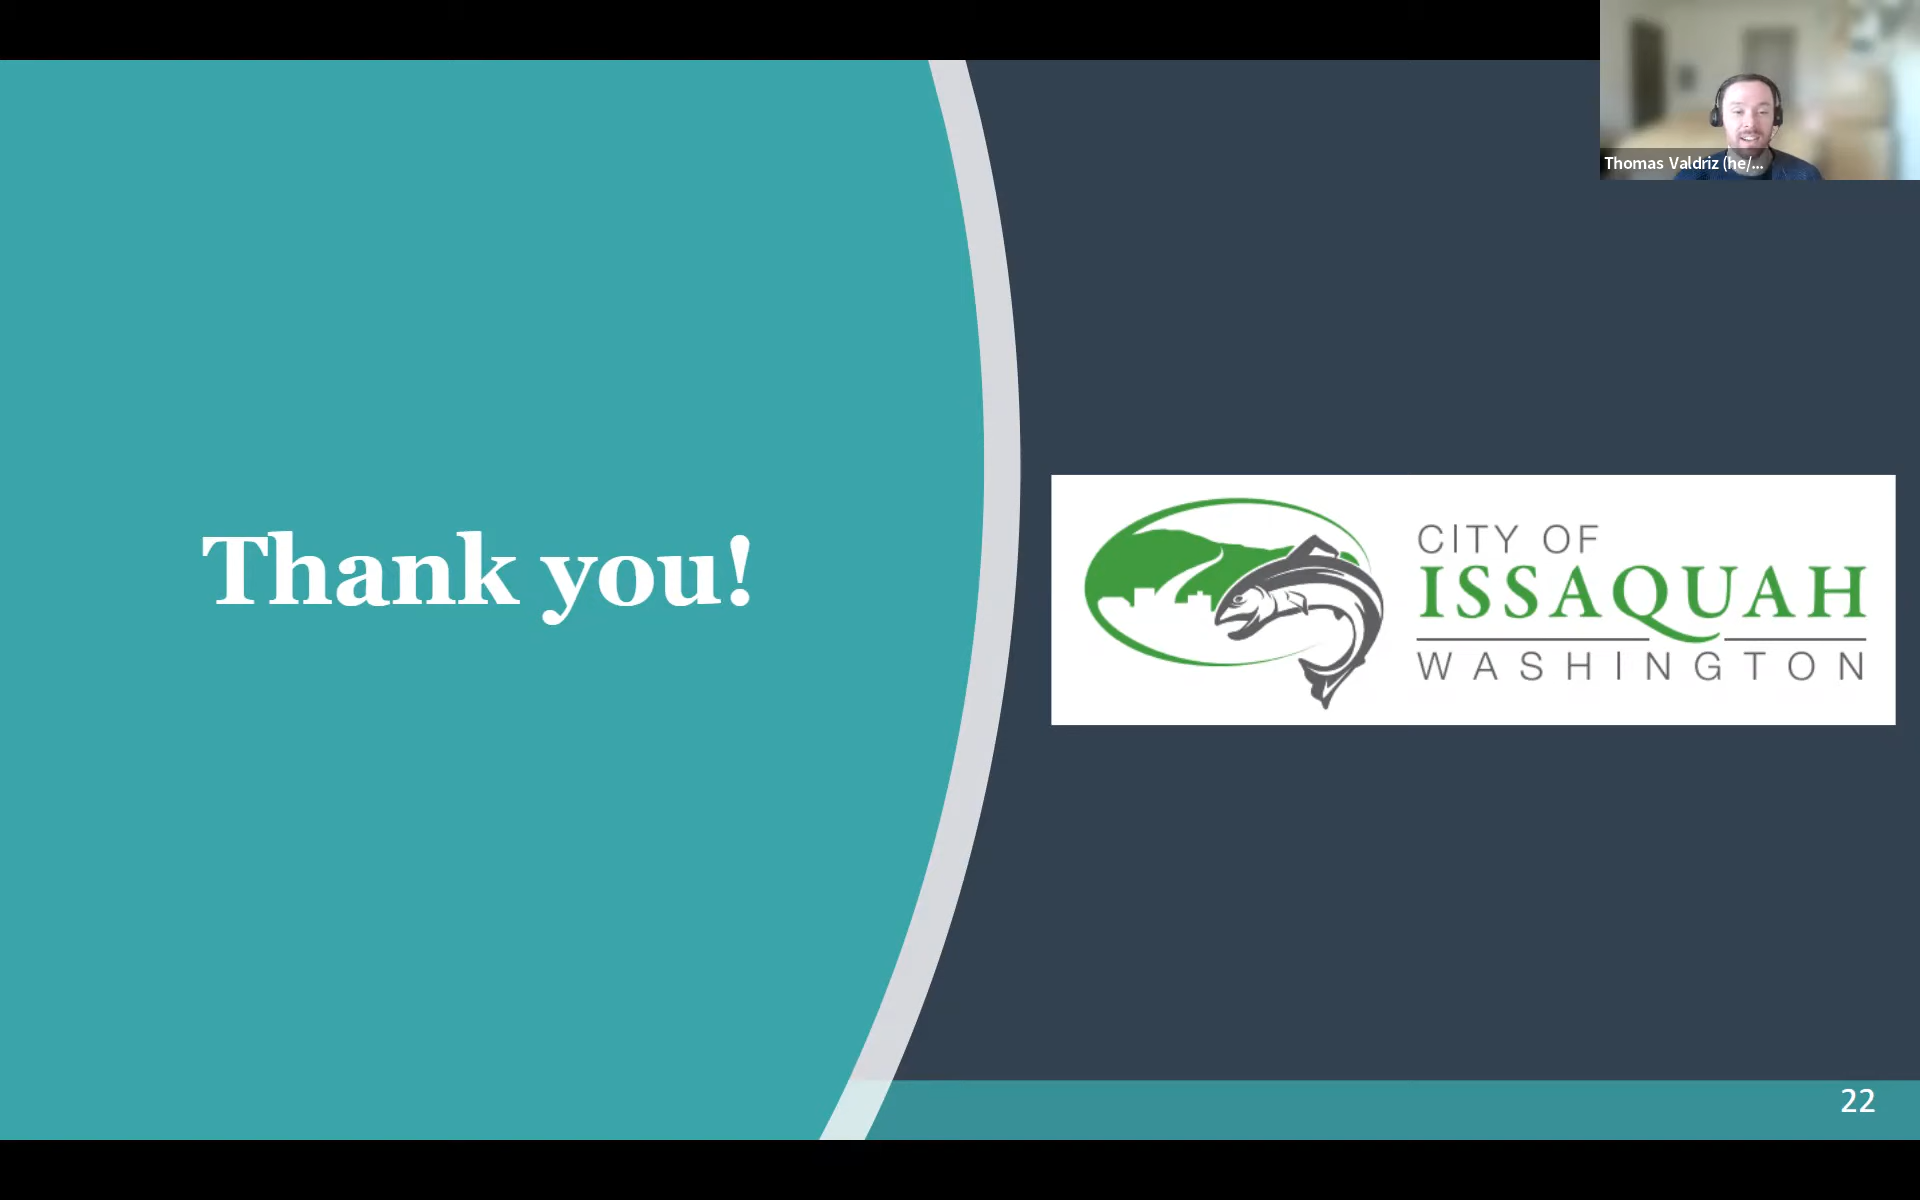 Thomas Valdriz (he/...
Thank you!
CITY OF
ISSAQUAH
WASHINGTON
22